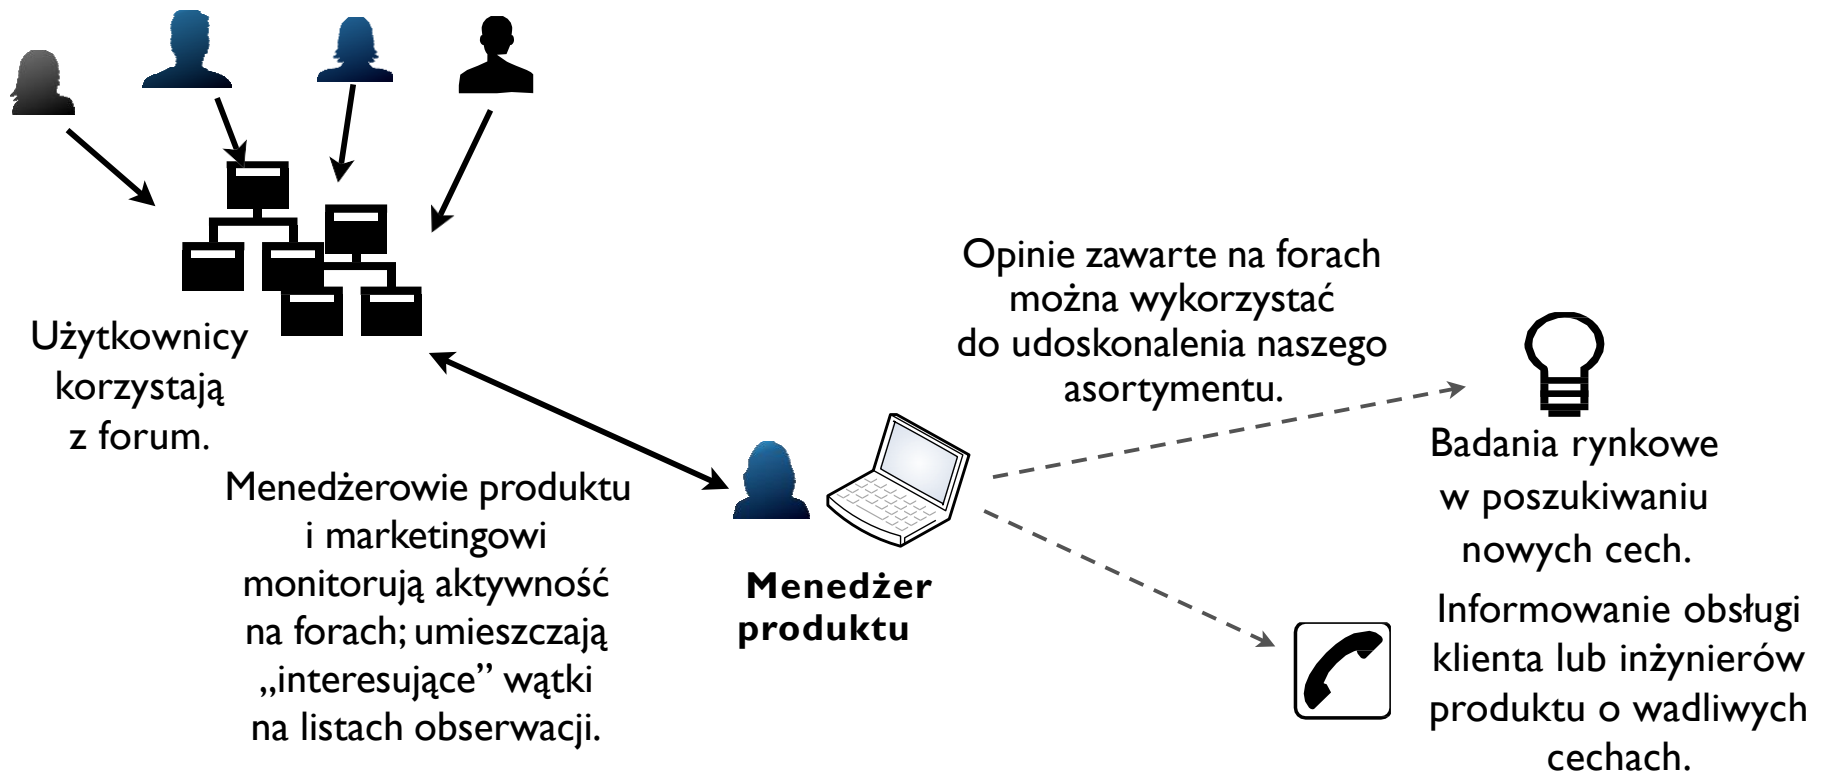 Użytkownicy
korzystają
z forum.
Menedżerowie produktu
i marketingowi
monitorują aktywność
na forach; umieszczają
„interesujące” wątki
na listach obserwacji.
Menedżer
produktu
Opinie zawarte na forach
można wykorzystać
do udoskonalenia naszego
asortymentu.
Badania rynkowe
w poszukiwaniu
nowych cech.
Informowanie obsługi
klienta lub inżynierów
produktu o wadliwych
cechach.